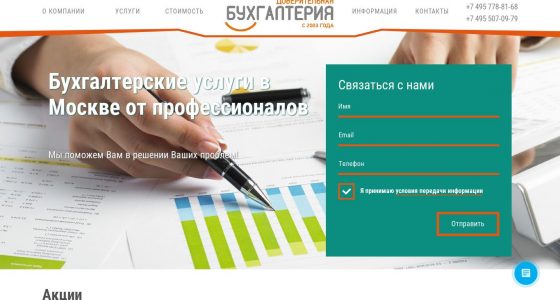 О КОМПАНИИ
УСЛУГИ
СТОИМОСТЬ
ДОВЕРИТЕЛЬНАЯ
БУХГАЛТЕРИЯ
С 2003 ГОДА
ИНФОРМАЦИЯ
КОНТАКТЫ
+7 495 778-81-68
+7 495 507-09-79
Бухгалтерские услуги в
Москве от профессионалов
Мы поможем Вам в решении Ваших проблем!
Связаться с нами
Имя
Email
Телефон
Я принимаю условия передачи информации
Отправить
Акции